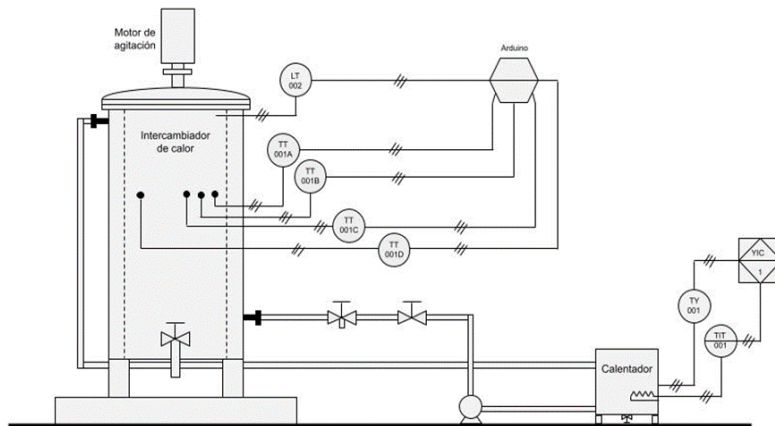 Motor de
agitación
Arduino
LT
002
Intercambiador
de calor
TT
001A
TT
001B
TT
001C
TT
001D
YIC
1
TY
001
TIT
001
Calentador